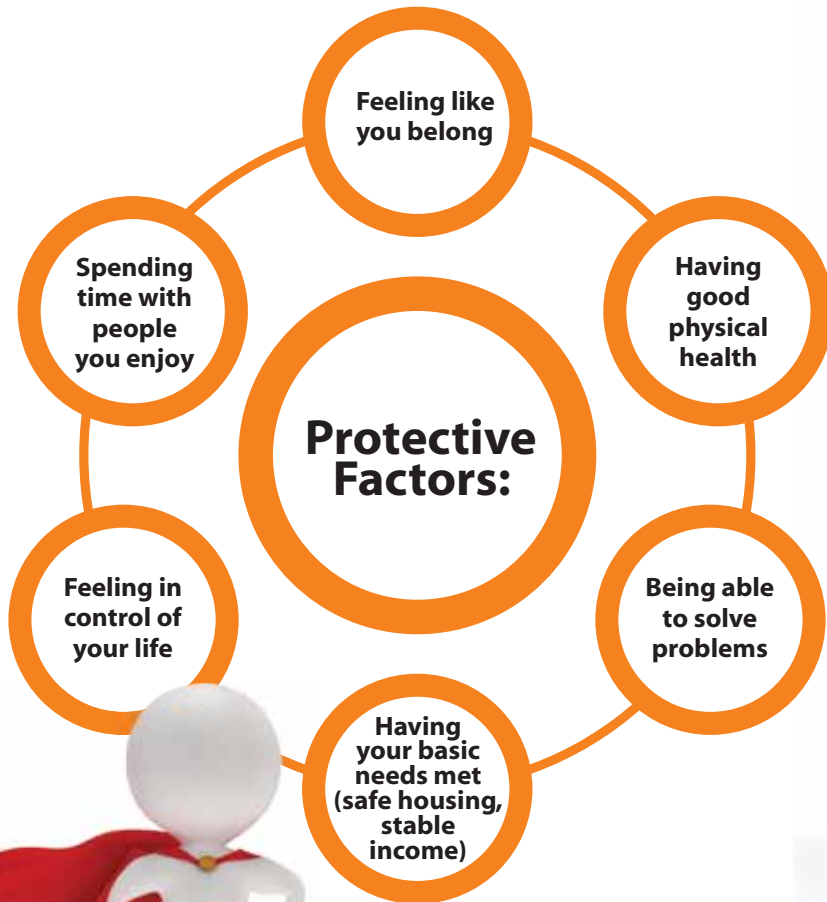 Feeling like
you belong
Having
good
physical
health
Being able
to solve
problems
Having
your basic
needs met
(safe housing,
stable
income)
Feeling in
control of
your life
Spending
time with
people
you enjoy
Protective
Factors: